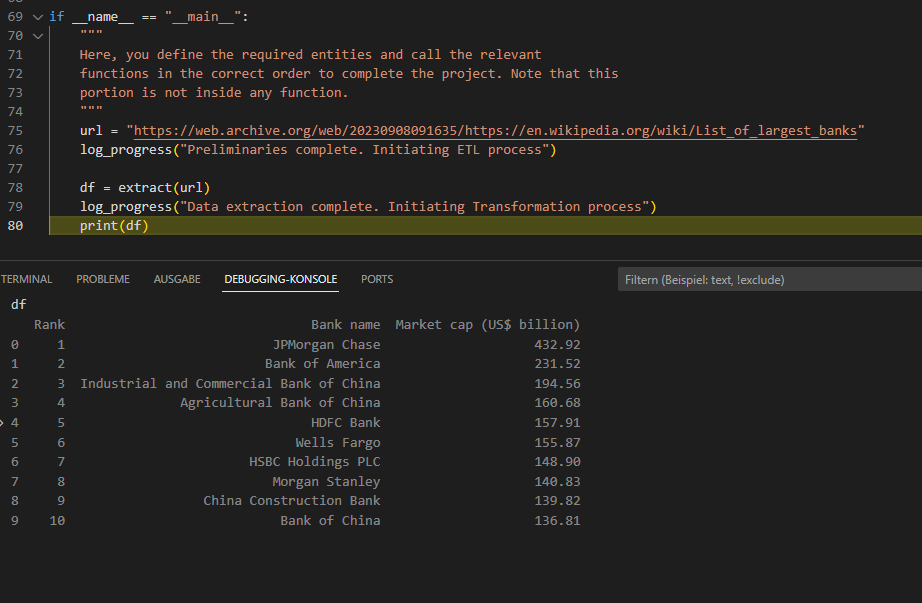 69 if __name__ == "__main__":
70 """
71 Here, you define the required entities and call the relevant
72 functions in the correct order to complete the project. Note that this
73 portion is not inside any function.
74 """
75 url = "https://web.archive.org/web/20230908091635/https://en.wikipedia.org/wiki/List_of_largest_banks"
76 log_progress("Preliminaries complete. Initiating ETL process")
77
78 df = extract(url)
79 log_progress("Data extraction complete. Initiating Transformation process")
80 print(df)
TERMINAL PROBLEME AUSGABE DEBUGGING-KONSOLE PORTS Filtern (Beispiel: text, !exclude)
df
Rank Bank name Market cap (US$ billion)
0 1 JPMorgan Chase 432.92
1 2 Bank of America 231.52
2 3 Industrial and Commercial Bank of China 194.56
3 4 Agricultural Bank of China 160.68
4 5 HDFC Bank 157.91
5 6 Wells Fargo 155.87
6 7 HSBC Holdings PLC 148.90
7 8 Morgan Stanley 140.83
8 9 China Construction Bank 139.82
9 10 Bank of China 136.81